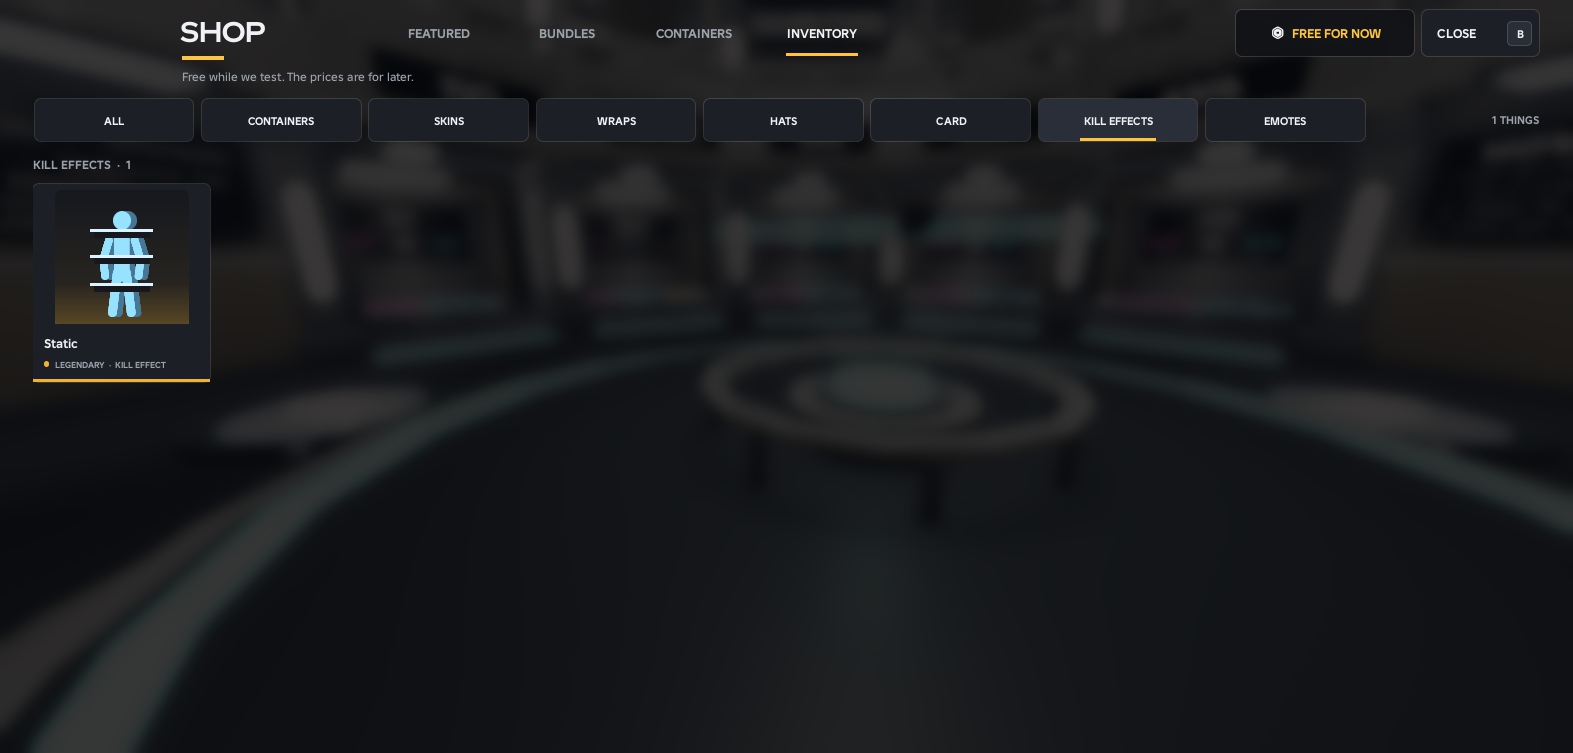 SHOP
FEATURED
BUNDLES
CONTAINERS
INVENTORY
FREE FOR NOW
CLOSE
B
Free while we test. The prices are for later.
ALL
CONTAINERS
SKINS
WRAPS
HATS
CARD
KILL EFFECTS
EMOTES
1 THINGS
KILL EFFECTS · 1
Static
LEGENDARY · KILL EFFECT